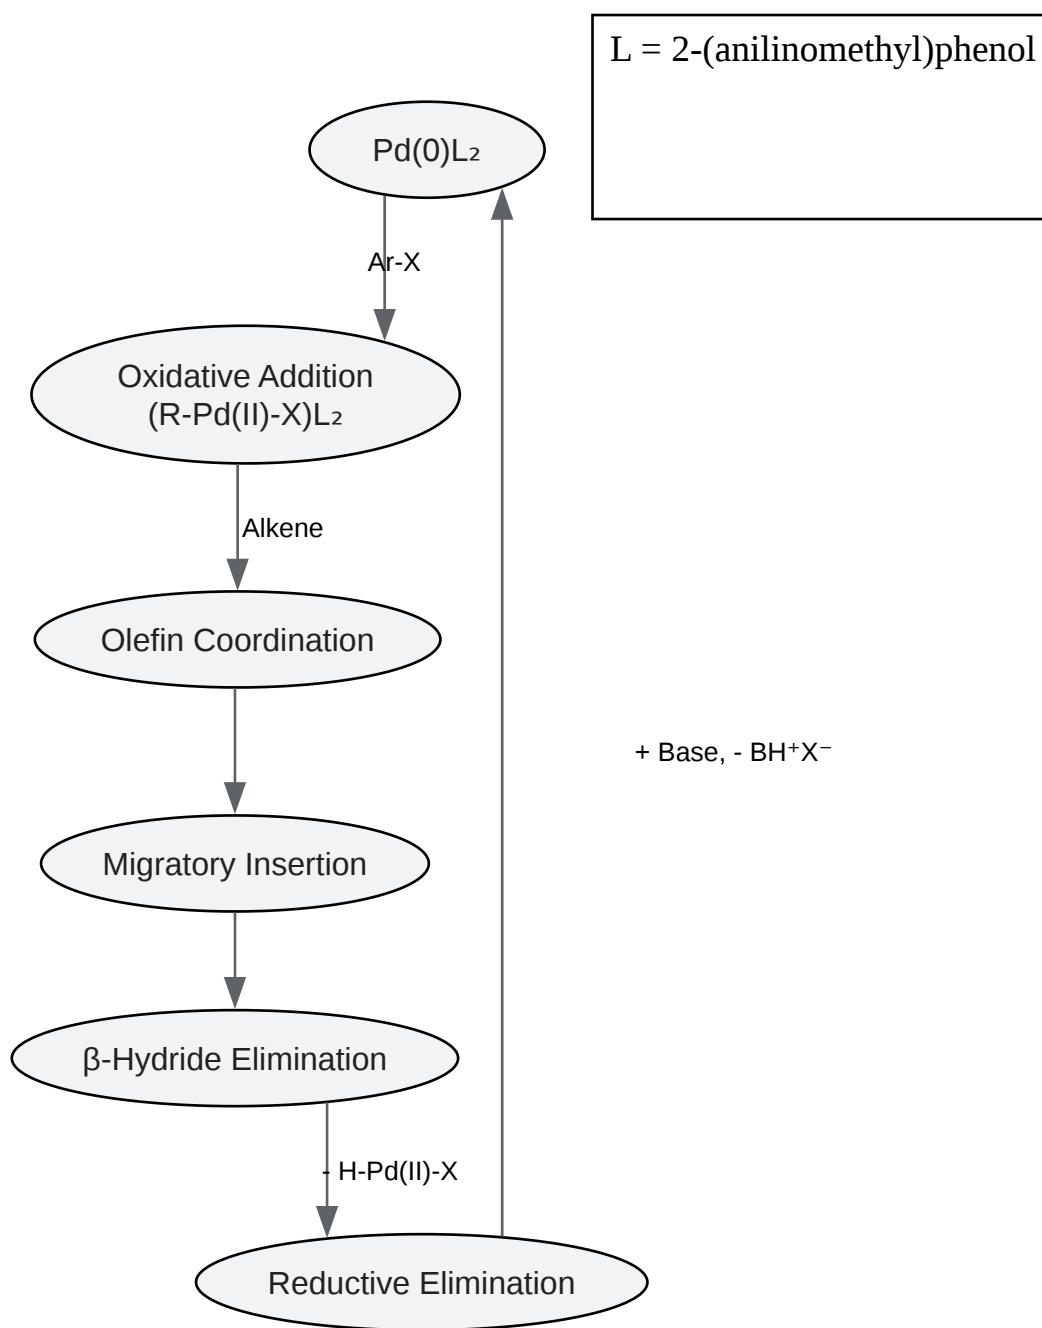 L = 2-(anilinomethyl)phenol
Pd(0)L₂
Ar-X
Oxidative Addition
(R-Pd(II)-X)L₂
Alkene
Olefin Coordination
+ Base, - BH⁺X⁻
Migratory Insertion
β-Hydride Elimination
- H-Pd(II)-X
Reductive Elimination